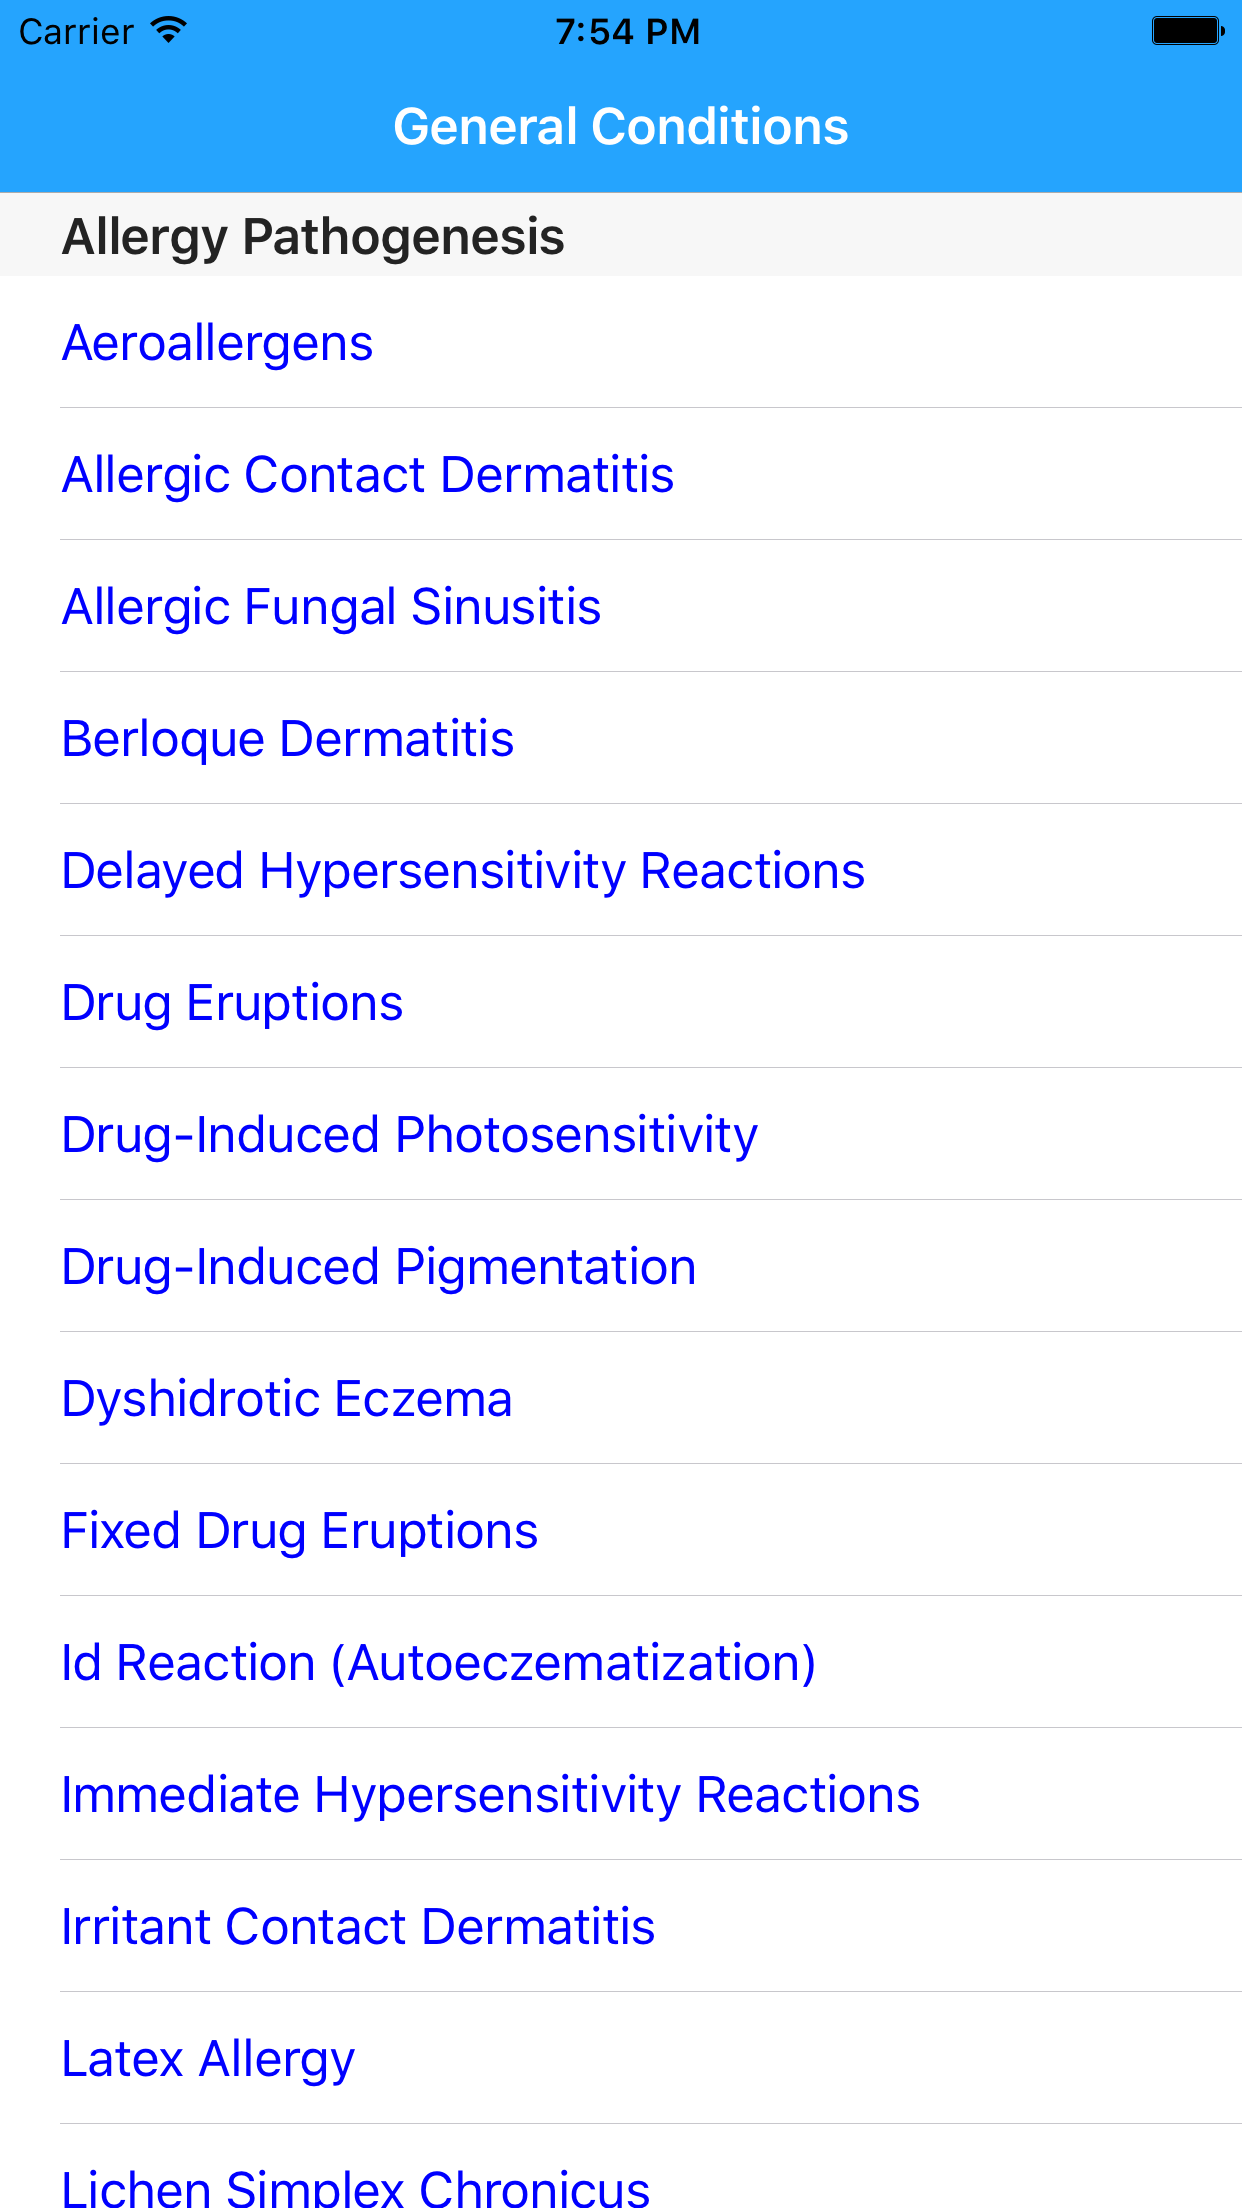 Carrier 7:54 PM
General Conditions
Allergy Pathogenesis
Aeroallergens
Allergic Contact Dermatitis
Allergic Fungal Sinusitis
Berloque Dermatitis
Delayed Hypersensitivity Reactions
Drug Eruptions
Drug-Induced Photosensitivity
Drug-Induced Pigmentation
Dyshidrotic Eczema
Fixed Drug Eruptions
Id Reaction (Autoeczematization)
Immediate Hypersensitivity Reactions
Irritant Contact Dermatitis
Latex Allergy
Lichen Simplex Chronicus